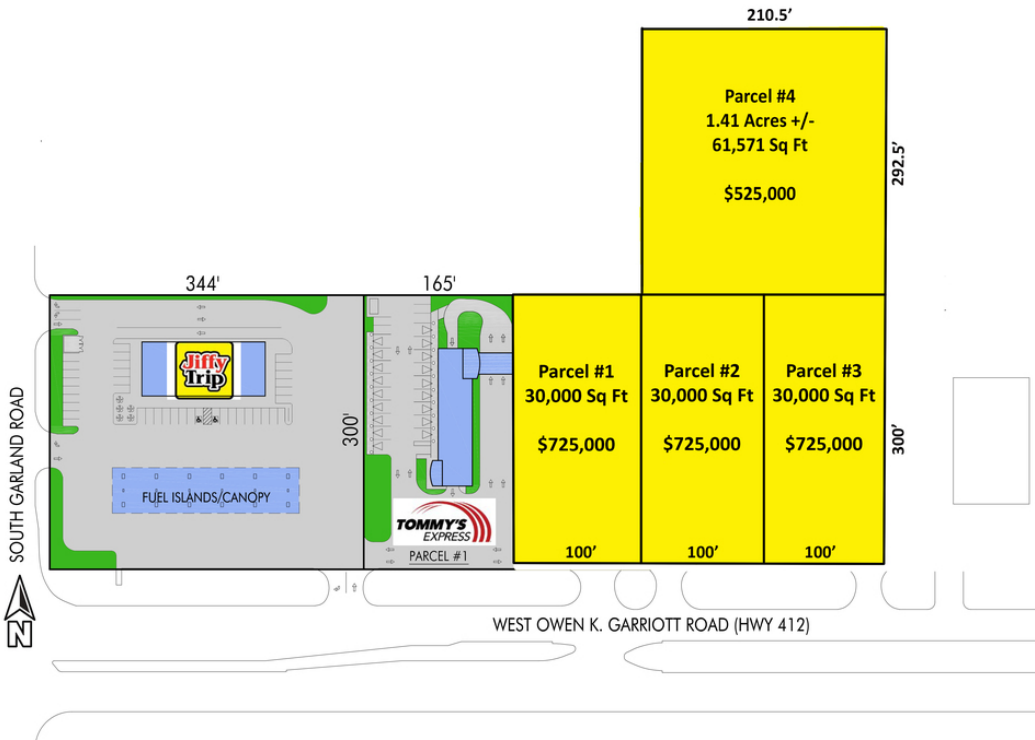 210.5’
Parcel #4
1.41 Acres +/-
61,571 Sq Ft
$525,000
292.5’
344'
165'
Jiffy
Trip
300'
FUEL ISLANDS/CANOPY
TOMMY'S
EXPRESS
PARCEL #1
Parcel #1
30,000 Sq Ft
$725,000
100’
Parcel #2
30,000 Sq Ft
$725,000
100’
Parcel #3
30,000 Sq Ft
$725,000
100’
300’
SOUTH GARLAND ROAD
N
WEST OWEN K. GARRIOTT ROAD (HWY 412)